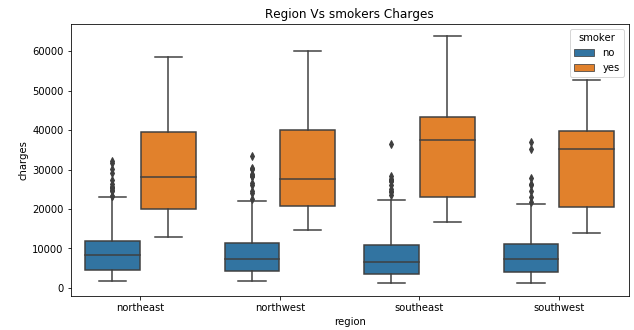 Region Vs smokers Charges
smoker
no
yes
60000
50000
40000
30000
20000
10000
0
charges
northeast
northwest
southeast
southwest
region